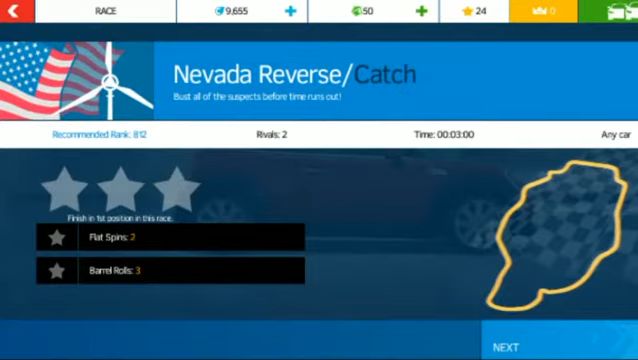 RACE
9,655
50
24
0
Nevada Reverse/Catch
Bust all of the suspects before time runs out!
Recommended Rank: 812
Rivals: 2
Time: 00:03:00
Any car
Finish in 1st position in this race.
Flat Spins: 2
Barrel Rolls: 3
NEXT